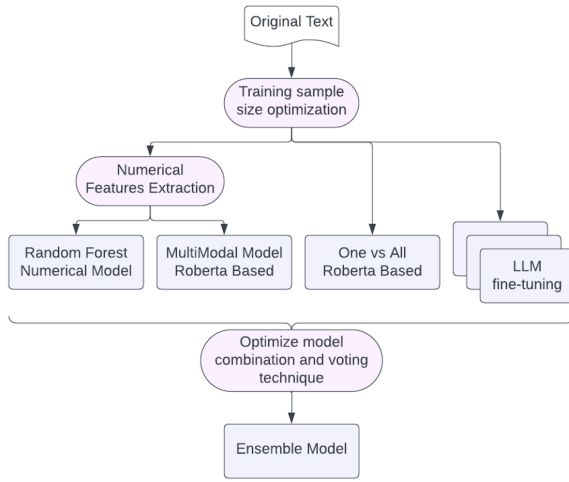 Original Text
Training sample
size optimization
Numerical
Features Extraction
Random Forest
Numerical Model
MultiModal Model
Roberta Based
One vs All
Roberta Based
LLM
fine-tuning
Optimize model
combination and voting
technique
Ensemble Model